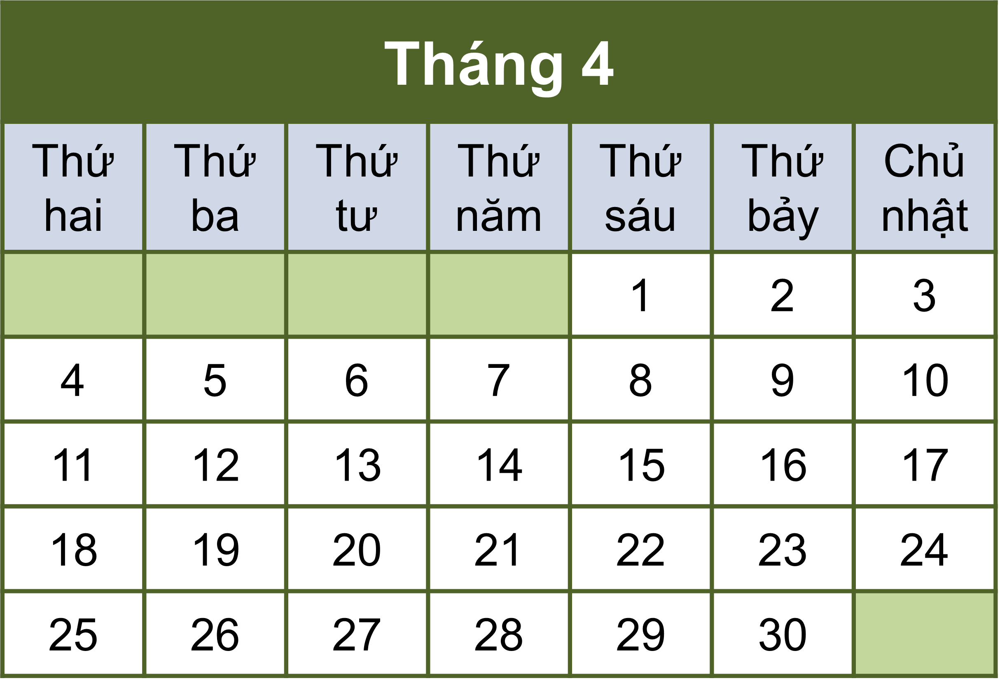 Tháng 4
Thứ hai Thứ ba Thứ tư Thứ năm Thứ sáu Thứ bảy Chủ nhật
1 2 3
4 5 6 7 8 9 10
11 12 13 14 15 16 17
18 19 20 21 22 23 24
25 26 27 28 29 30